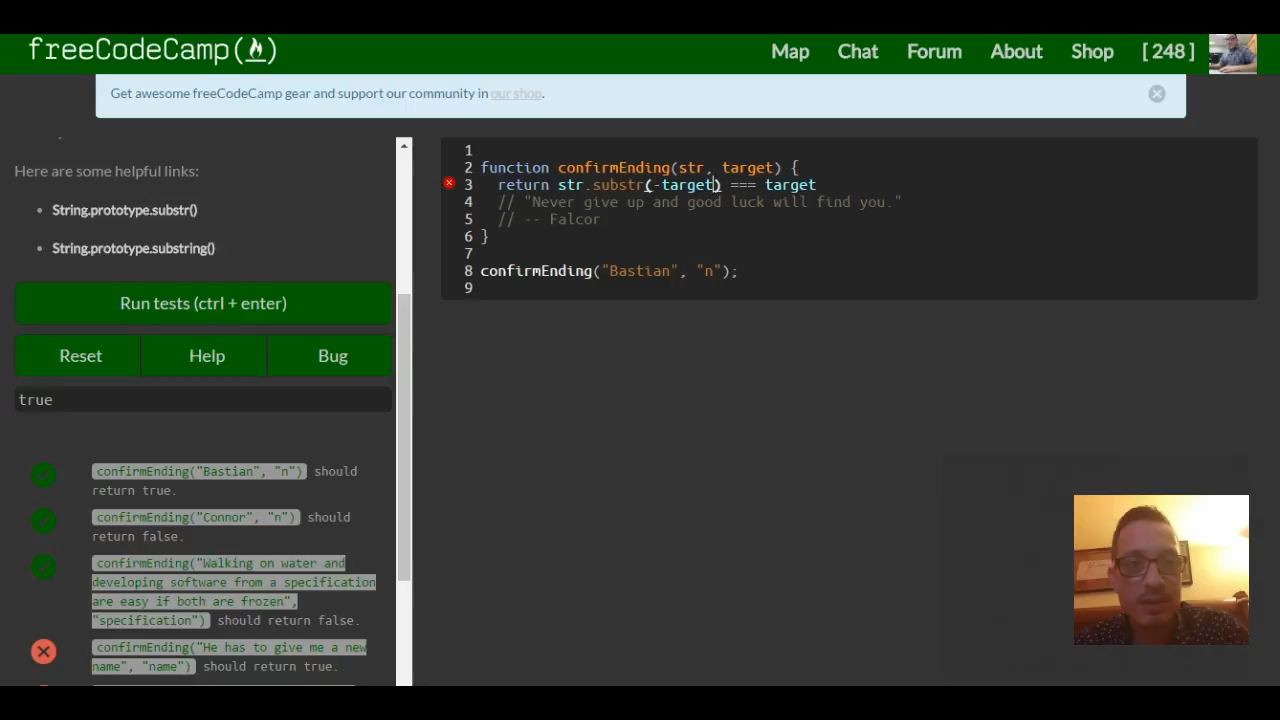 freeCodeCamp(🔥)
Map Chat Forum About Shop [ 248 ]
Get awesome freeCodeCamp gear and support our community in our shop.
Here are some helpful links:
String.prototype.substr()
String.prototype.substring()
Run tests (ctrl + enter)
Reset Help Bug
true
confirmEnding("Bastian", "n") should
return true.
confirmEnding("Connor", "n") should
return false.
confirmEnding("Walking on water and
developing software from a specification
are easy if both are frozen",
"specification") should return false.
confirmEnding("He has to give me a new
name", "name") should return true.
1
2 function confirmEnding(str, target) {
3 return str.substr(-target) === target
4 // "Never give up and good luck will find you."
5 // -- Falcor
6 }
7
8 confirmEnding("Bastian", "n");
9